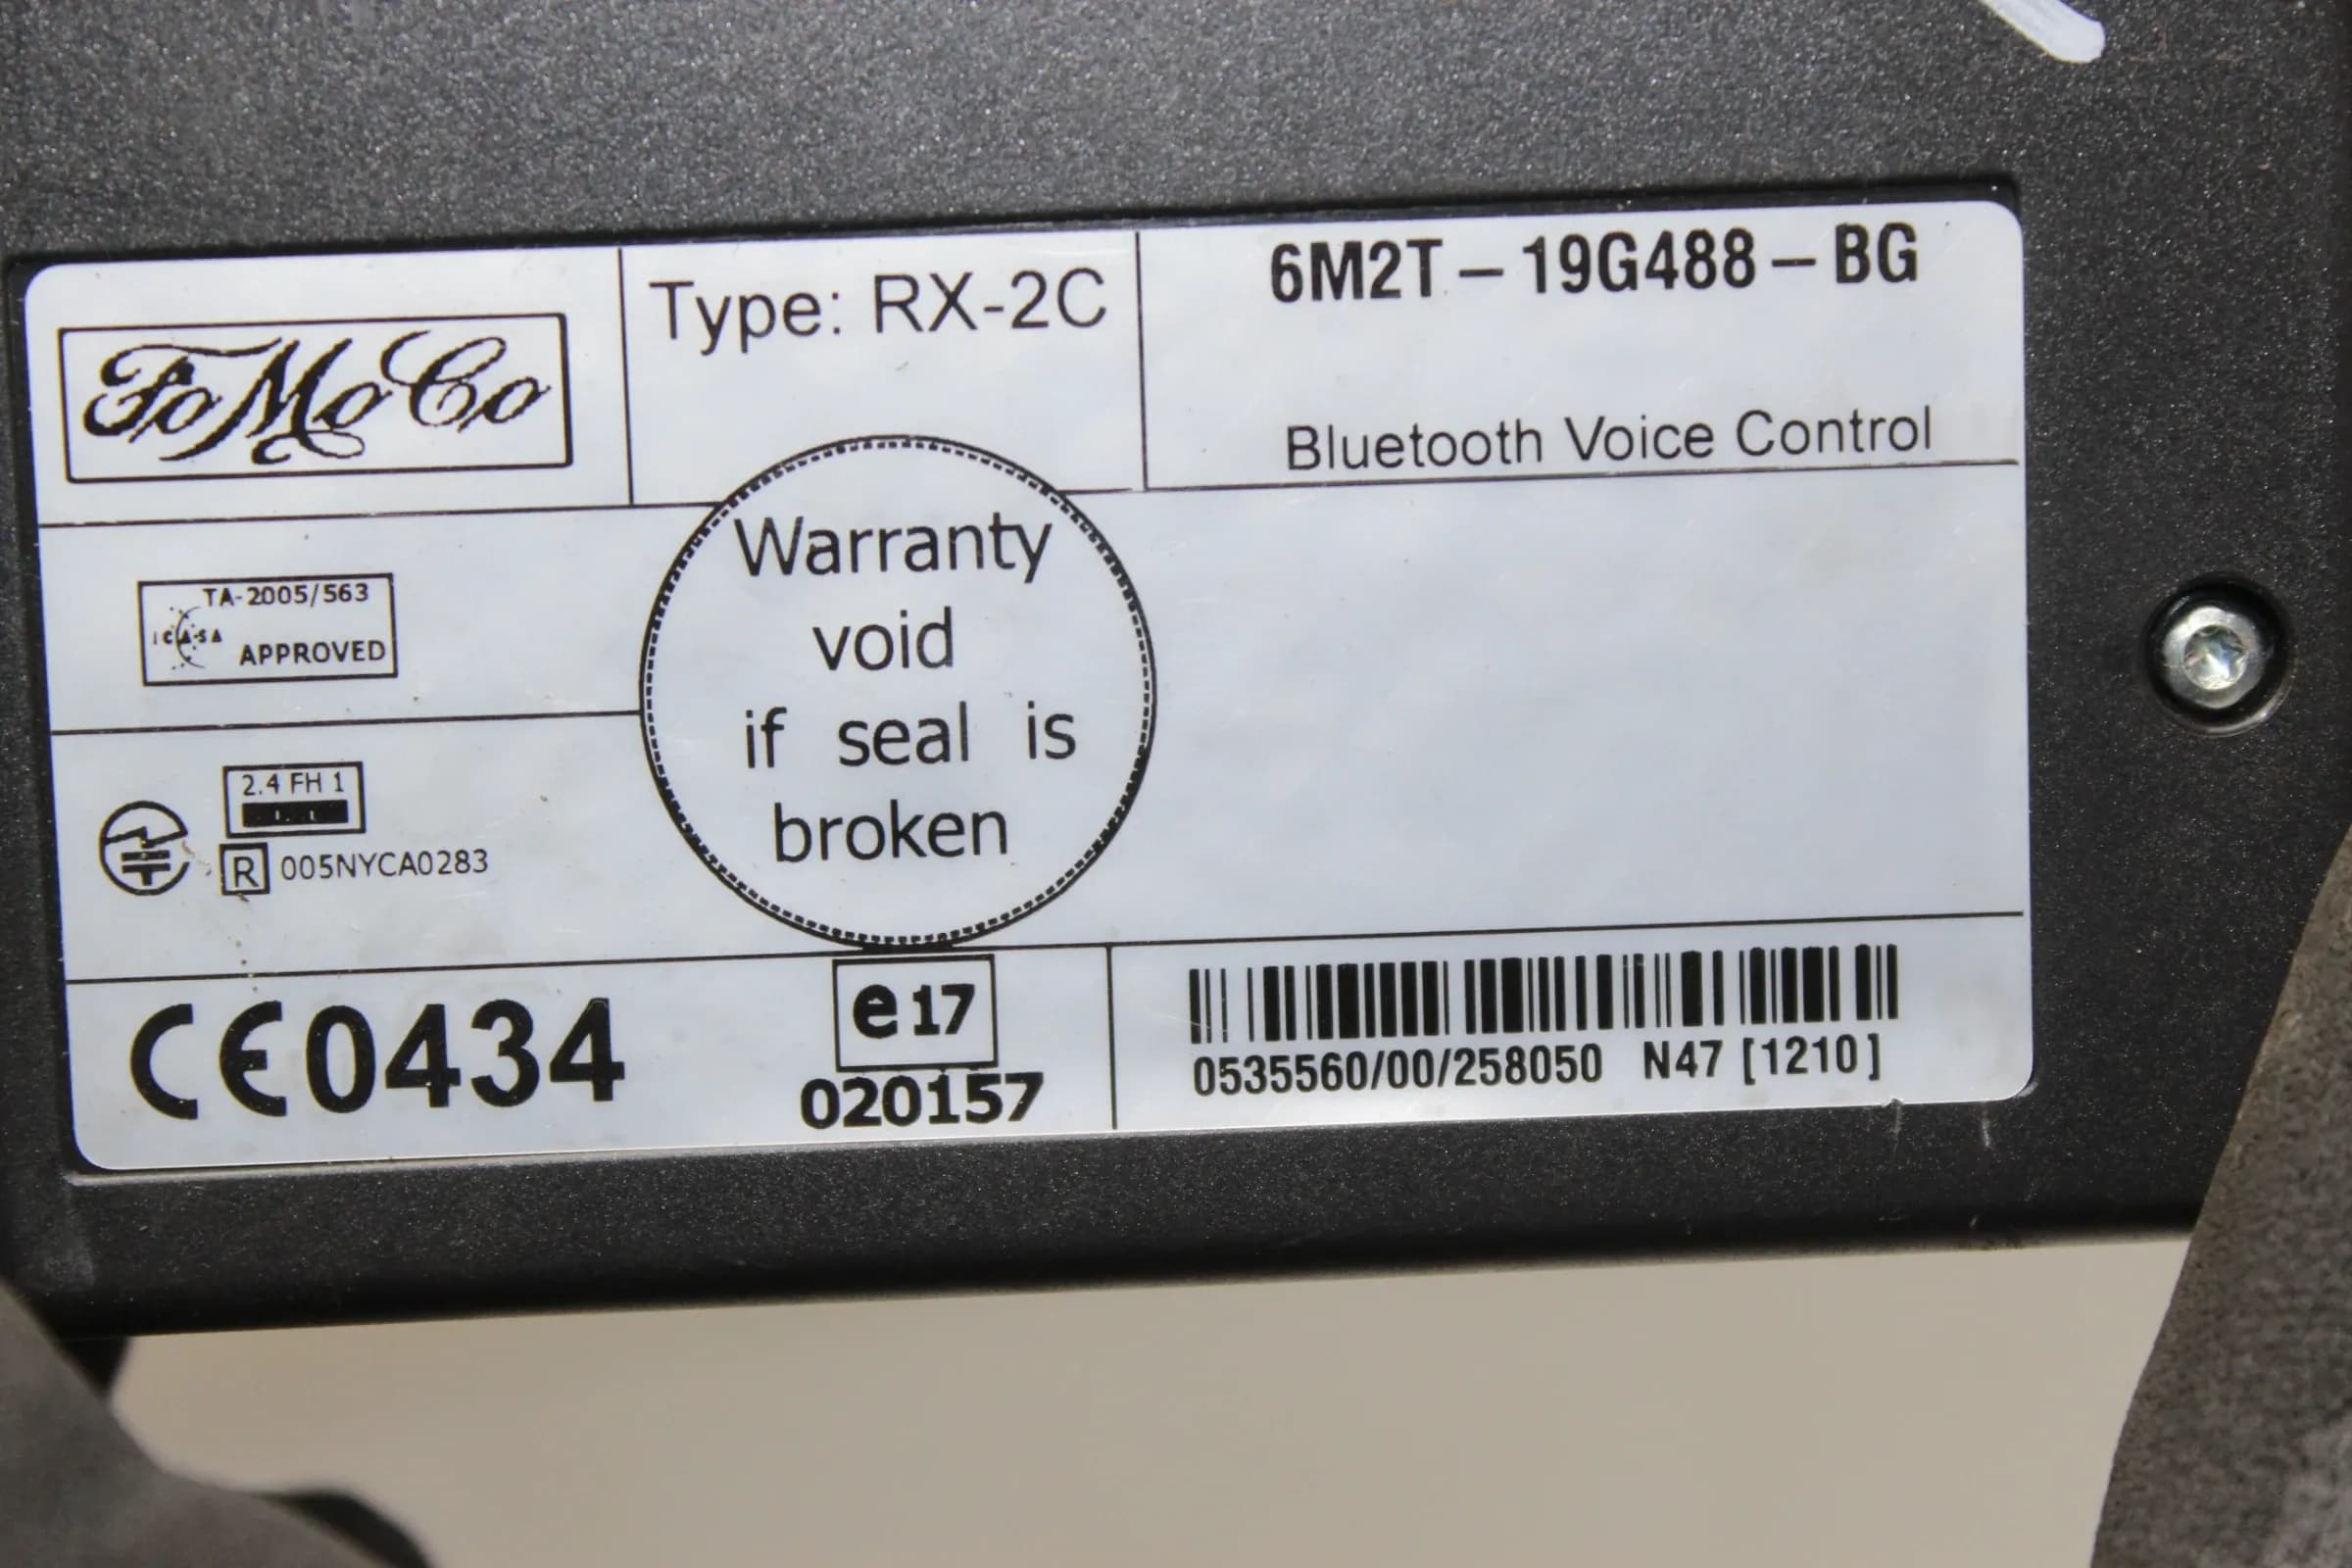 FoMoCo
Type: RX-2C
6M2T – 19G488 – BG
Bluetooth Voice Control
TA-2005/563
ICASA
APPROVED
Warranty
void
if seal is
broken
2.4 FH 1
R 005NYCA0283
CE0434
e17
020157
0535560/00/258050 N47 [1210]